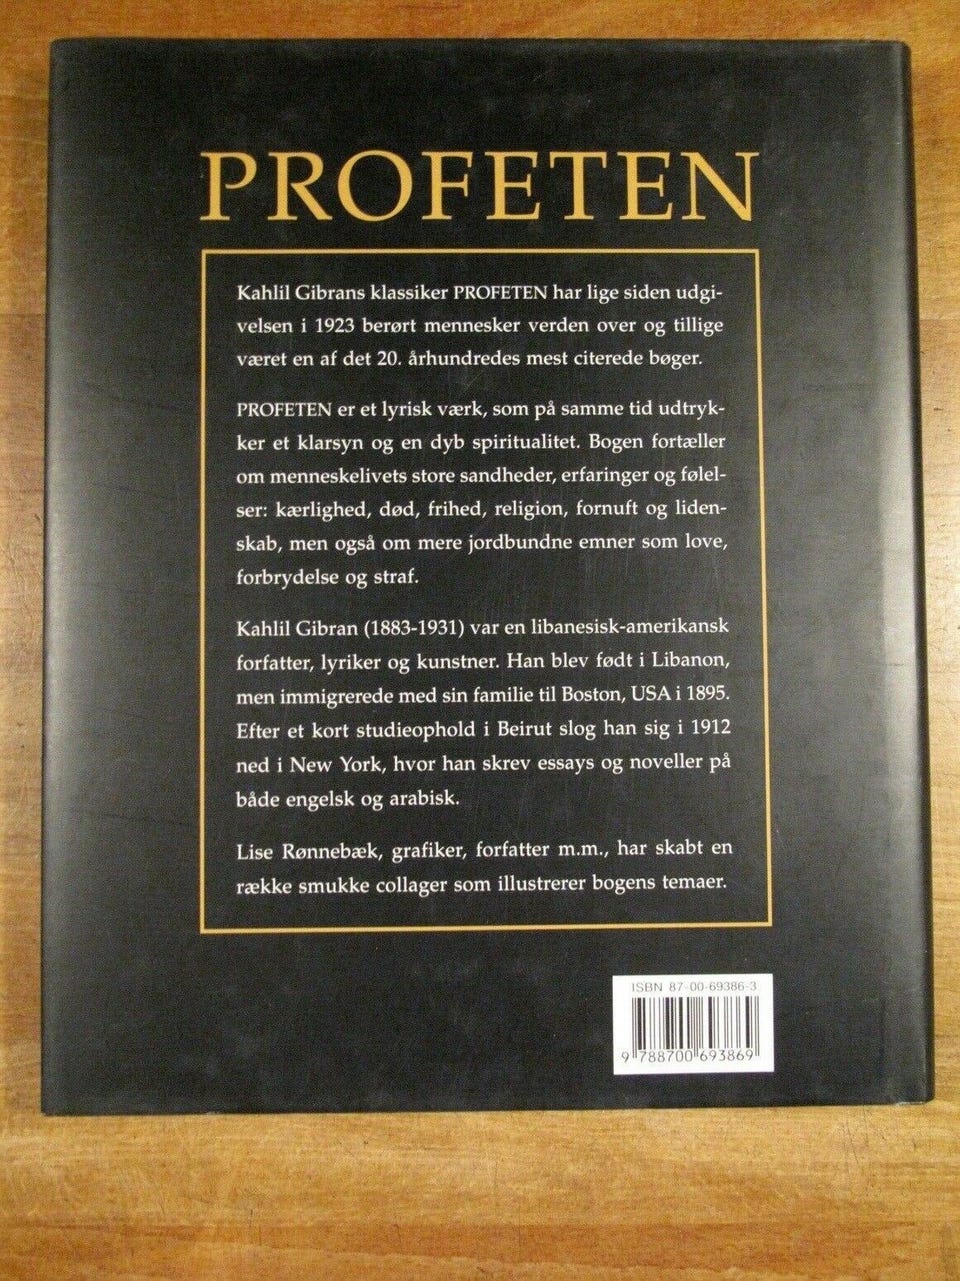 PROFETEN
Kahlil Gibrans klassiker PROFETEN har lige siden udgi-
velsen i 1923 berørt mennesker verden over og tillige
været en af det 20. århundredes mest citerede bøger.
PROFETEN er et lyrisk værk, som på samme tid udtryk-
ker et klarsyn og en dyb spiritualitet. Bogen fortæller
om menneskelivets store sandheder, erfaringer og følel-
ser: kærlighed, død, frihed, religion, fornuft og liden-
skab, men også om mere jordbundne emner som love,
forbrydelse og straf.
Kahlil Gibran (1883-1931) var en libanesisk-amerikansk
forfatter, lyriker og kunstner. Han blev født i Libanon,
men immigrerede med sin familie til Boston, USA i 1895.
Efter et kort studieophold i Beirut slog han sig i 1912
ned i New York, hvor han skrev essays og noveller på
både engelsk og arabisk.
Lise Rønnebæk, grafiker, forfatter m.m., har skabt en
række smukke collager som illustrerer bogens temaer.
ISBN 87-00-69386-3
9 788700 693869